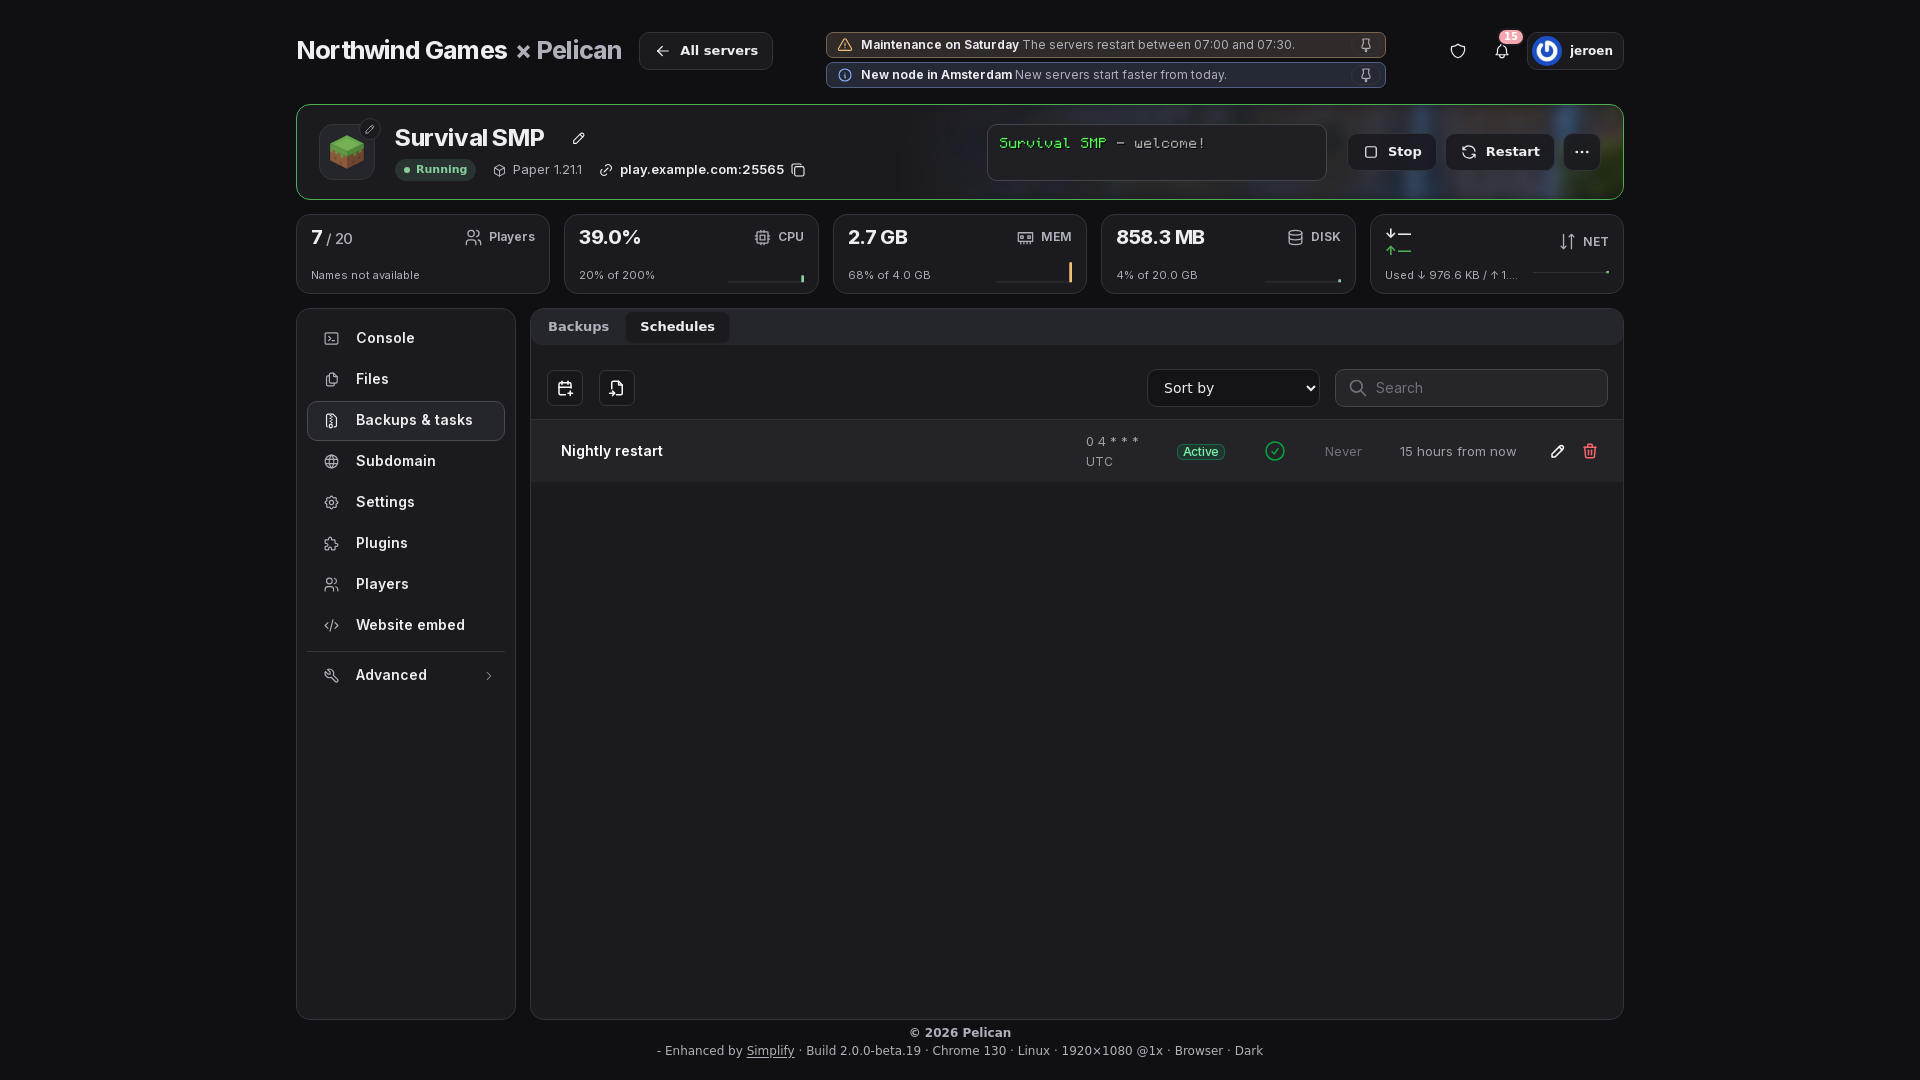 Northwind Games × Pelican
All servers
Maintenance on Saturday The servers restart between 07:00 and 07:30.
New node in Amsterdam New servers start faster from today.
15
jeroen
Survival SMP
Running
Paper 1.21.1
play.example.com:25565
Survival SMP - welcome!
Stop
Restart
7 / 20
Players
Names not available
39.0%
CPU
20% of 200%
2.7 GB
MEM
68% of 4.0 GB
858.3 MB
DISK
4% of 20.0 GB
↓—
↑—
NET
Used ↓ 976.6 KB / ↑ 1....
Console
Files
Backups & tasks
Subdomain
Settings
Plugins
Players
Website embed
Advanced
Backups
Schedules
Sort by
Search
Nightly restart
0 4 * * *
UTC
Active
Never
15 hours from now
© 2026 Pelican
- Enhanced by Simplify · Build 2.0.0-beta.19 · Chrome 130 · Linux · 1920×1080 @1x · Browser · Dark